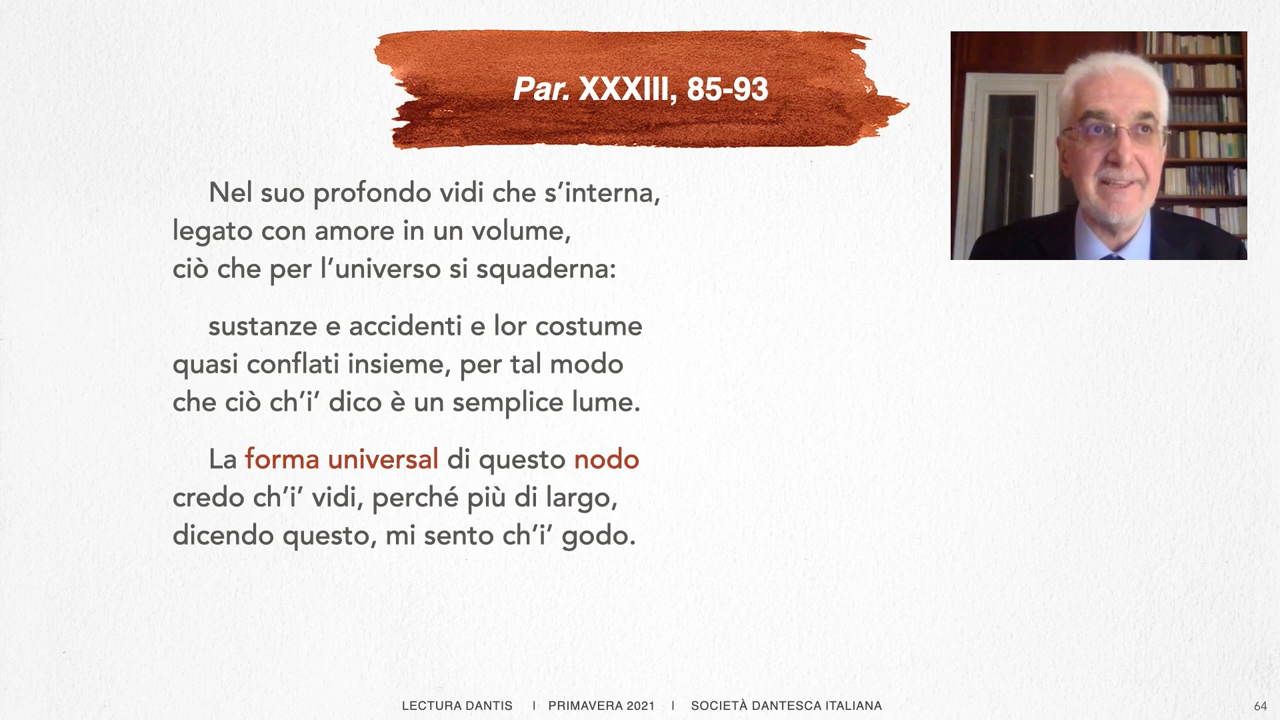 Par. XXXIII, 85-93
Nel suo profondo vidi che s’interna,
legato con amore in un volume,
ciò che per l’universo si squaderna:
sustanze e accidenti e lor costume
quasi conflati insieme, per tal modo
che ciò ch’i’ dico è un semplice lume.
La forma universal di questo nodo
credo ch’i’ vidi, perché più di largo,
dicendo questo, mi sento ch’i’ godo.
LECTURA DANTIS I PRIMAVERA 2021 I SOCIETÀ DANTESCA ITALIANA
64